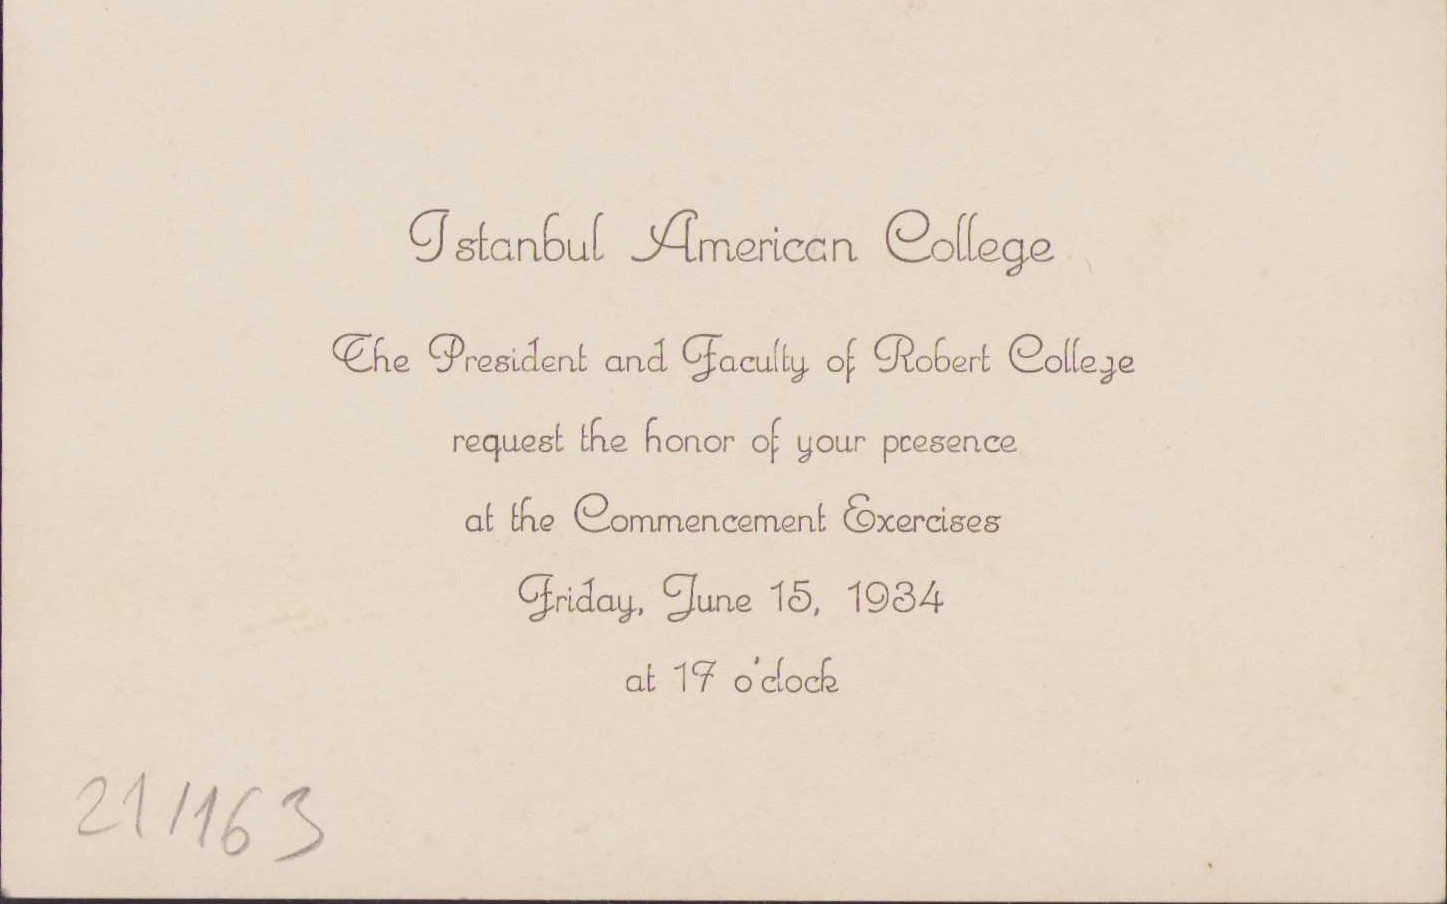 Istanbul American College
The President and Faculty of Robert College
request the honor of your presence
at the Commencement Exercises
Friday, June 15, 1934
at 17 o'clock
21/163